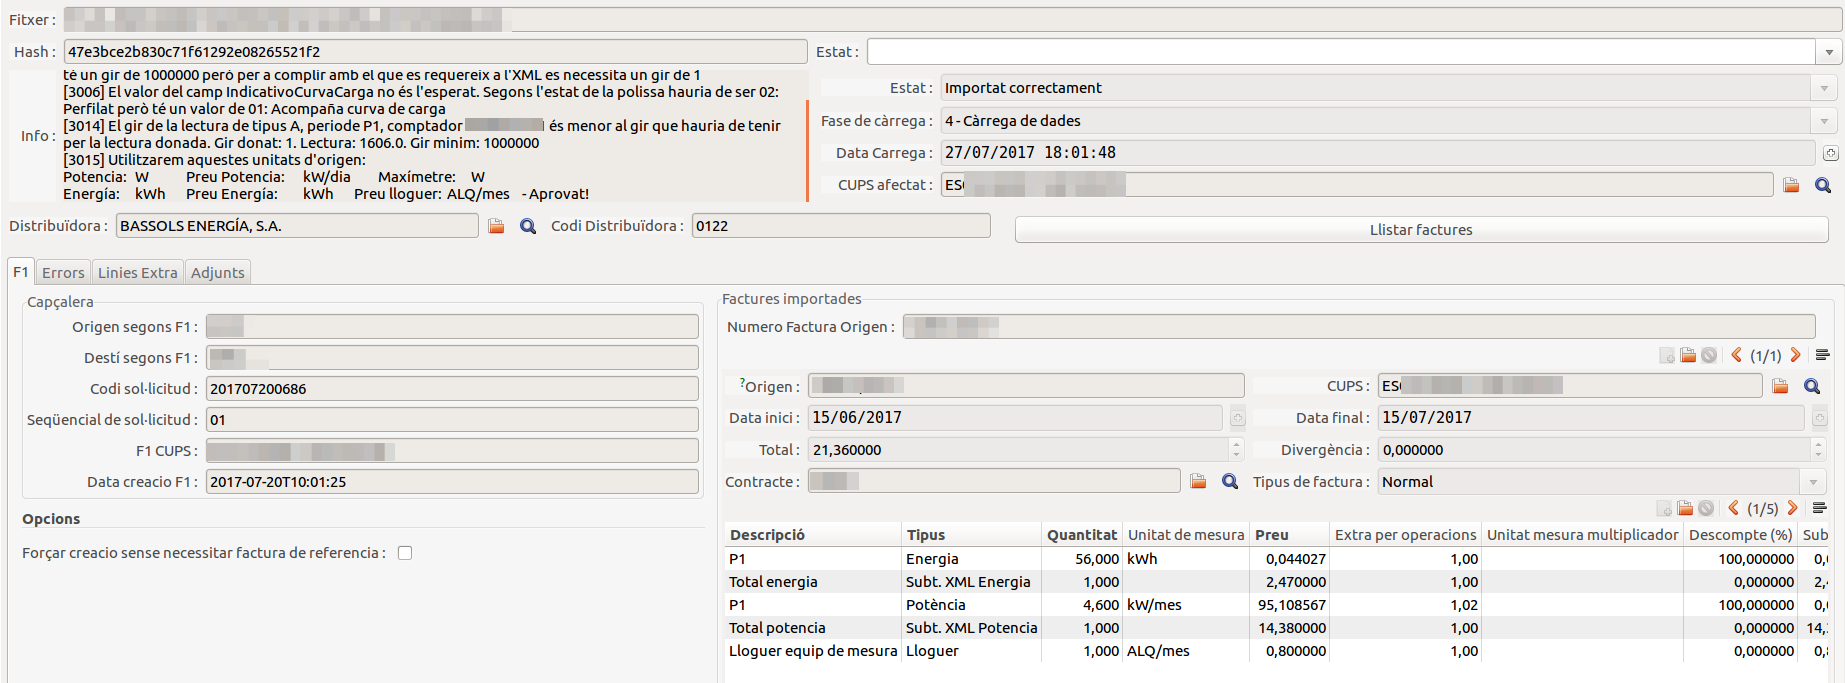 Fitxer :
Hash : 47e3bce2b830c71f61292e08265521f2 Estat :
té un gir de 1000000 però per a complir amb el que es requereix a l'XML es necessita un gir de 1
[3006] El valor del camp IndicativoCurvaCarga no és l'esperat. Segons l'estat de la polissa hauria de ser 02:
Perfilat però té un valor de 01: Acompaña curva de carga
[3014] El gir de la lectura de tipus A, periode P1, comptador és menor al gir que hauria de tenir
per la lectura donada. Gir donat: 1. Lectura: 1606.0. Gir minim: 1000000
[3015] Utilitzarem aquestes unitats d'origen:
Potencia: W Preu Potencia: kW/dia Maxímetre: W
Energía: kWh Preu Energía: kWh Preu lloguer: ALQ/mes - Aprovat!
Info :
Estat : Importat correctament
Fase de càrrega : 4 - Càrrega de dades
Data Carrega : 27/07/2017 18:01:48
CUPS afectat : ES
Distribuïdora : BASSOLS ENERGÍA, S.A. Codi Distribuïdora : 0122 Llistar factures
F1 Errors Linies Extra Adjunts
Capçalera
Origen segons F1 :
Destí segons F1 :
Codi sol·licitud : 201707200686
Seqüencial de sol·licitud : 01
F1 CUPS :
Data creacio F1 : 2017-07-20T10:01:25
Opcions
Forçar creacio sense necessitar factura de referencia :
Factures importades
Numero Factura Origen :
(1/1)
?Origen : CUPS : ES
Data inici : 15/06/2017 Data final : 15/07/2017
Total : 21,360000 Divergència : 0,000000
Contracte : Tipus de factura : Normal
(1/5)
Descripció Tipus Quantitat Unitat de mesura Preu Extra per operacions Unitat mesura multiplicador Descompte (%) Sub
P1 Energia 56,000 kWh 0,044027 1,00 100,000000 0,
Total energia Subt. XML Energia 1,000 2,470000 1,00 0,000000 2,
P1 Potència 4,600 kW/mes 95,108567 1,02 100,000000 0,
Total potencia Subt. XML Potencia 1,000 14,380000 1,00 0,000000 14,
Lloguer equip de mesura Lloguer 1,000 ALQ/mes 0,800000 1,00 0,000000 0,